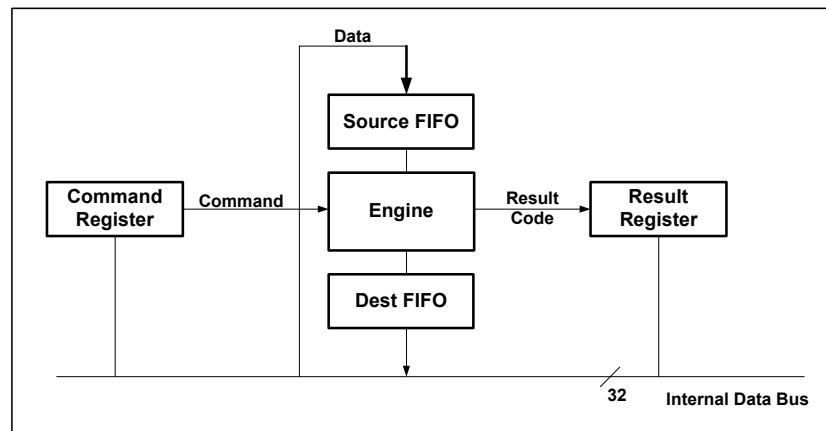 Data
Source FIFO
Command
Register
Command
Engine
Result
Code
Result
Register
Dest FIFO
32
Internal Data Bus